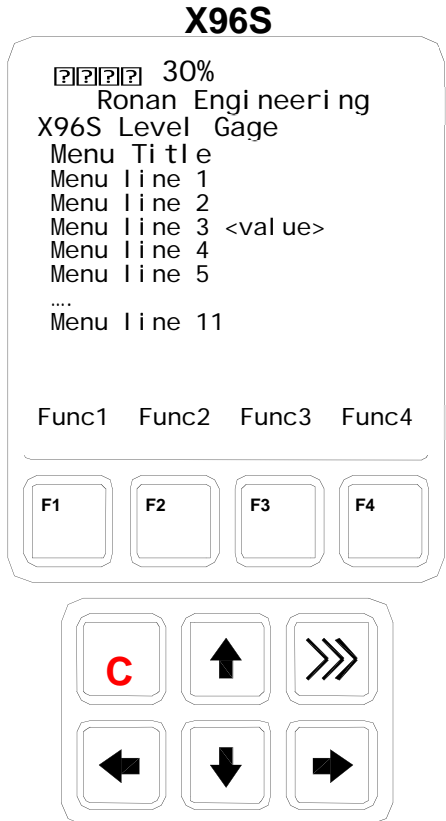 X96S
⍰⍰⍰⍰ 30%
Ronan Engineering
X96S Level Gage
Menu Title
Menu line 1
Menu line 2
Menu line 3 <value>
Menu line 4
Menu line 5
....
Menu line 11
Func1 Func2 Func3 Func4
F1 F2 F3 F4
C